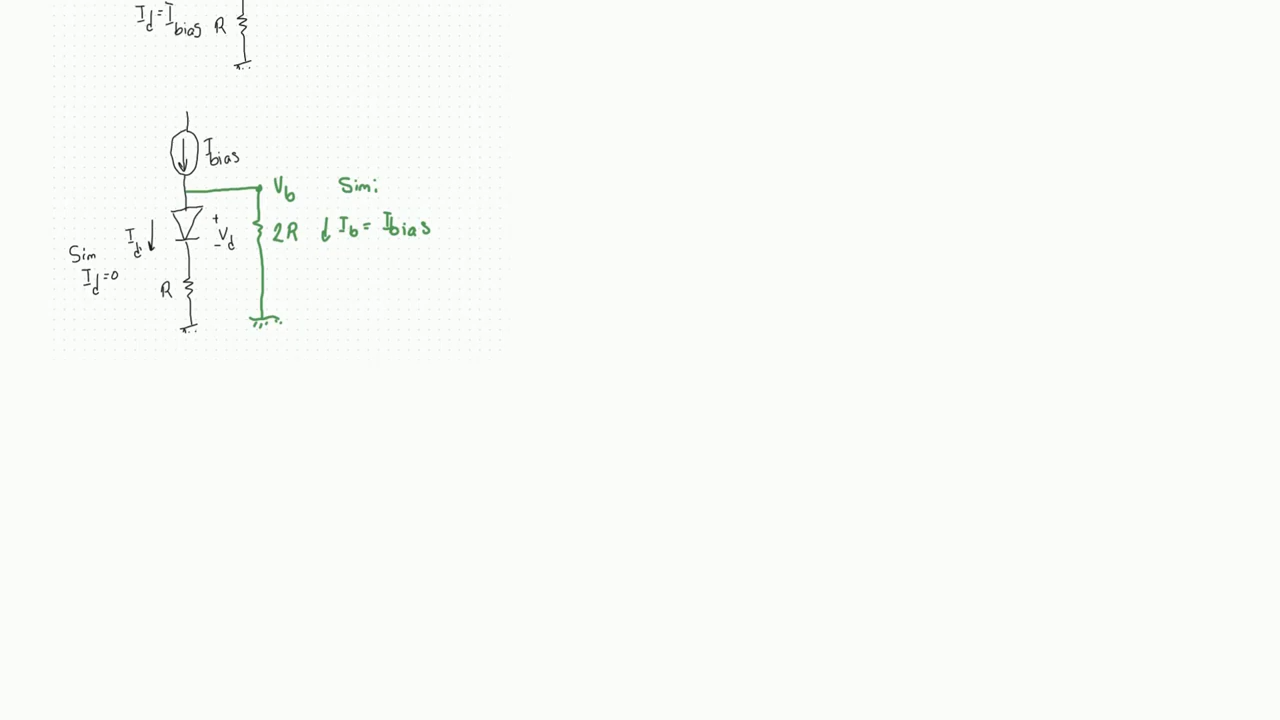 I_d = I_bias R
I_bias
V_b Sim:
I_d + V_d - 2R I_b = I_bias
Sim
I_d = 0
R